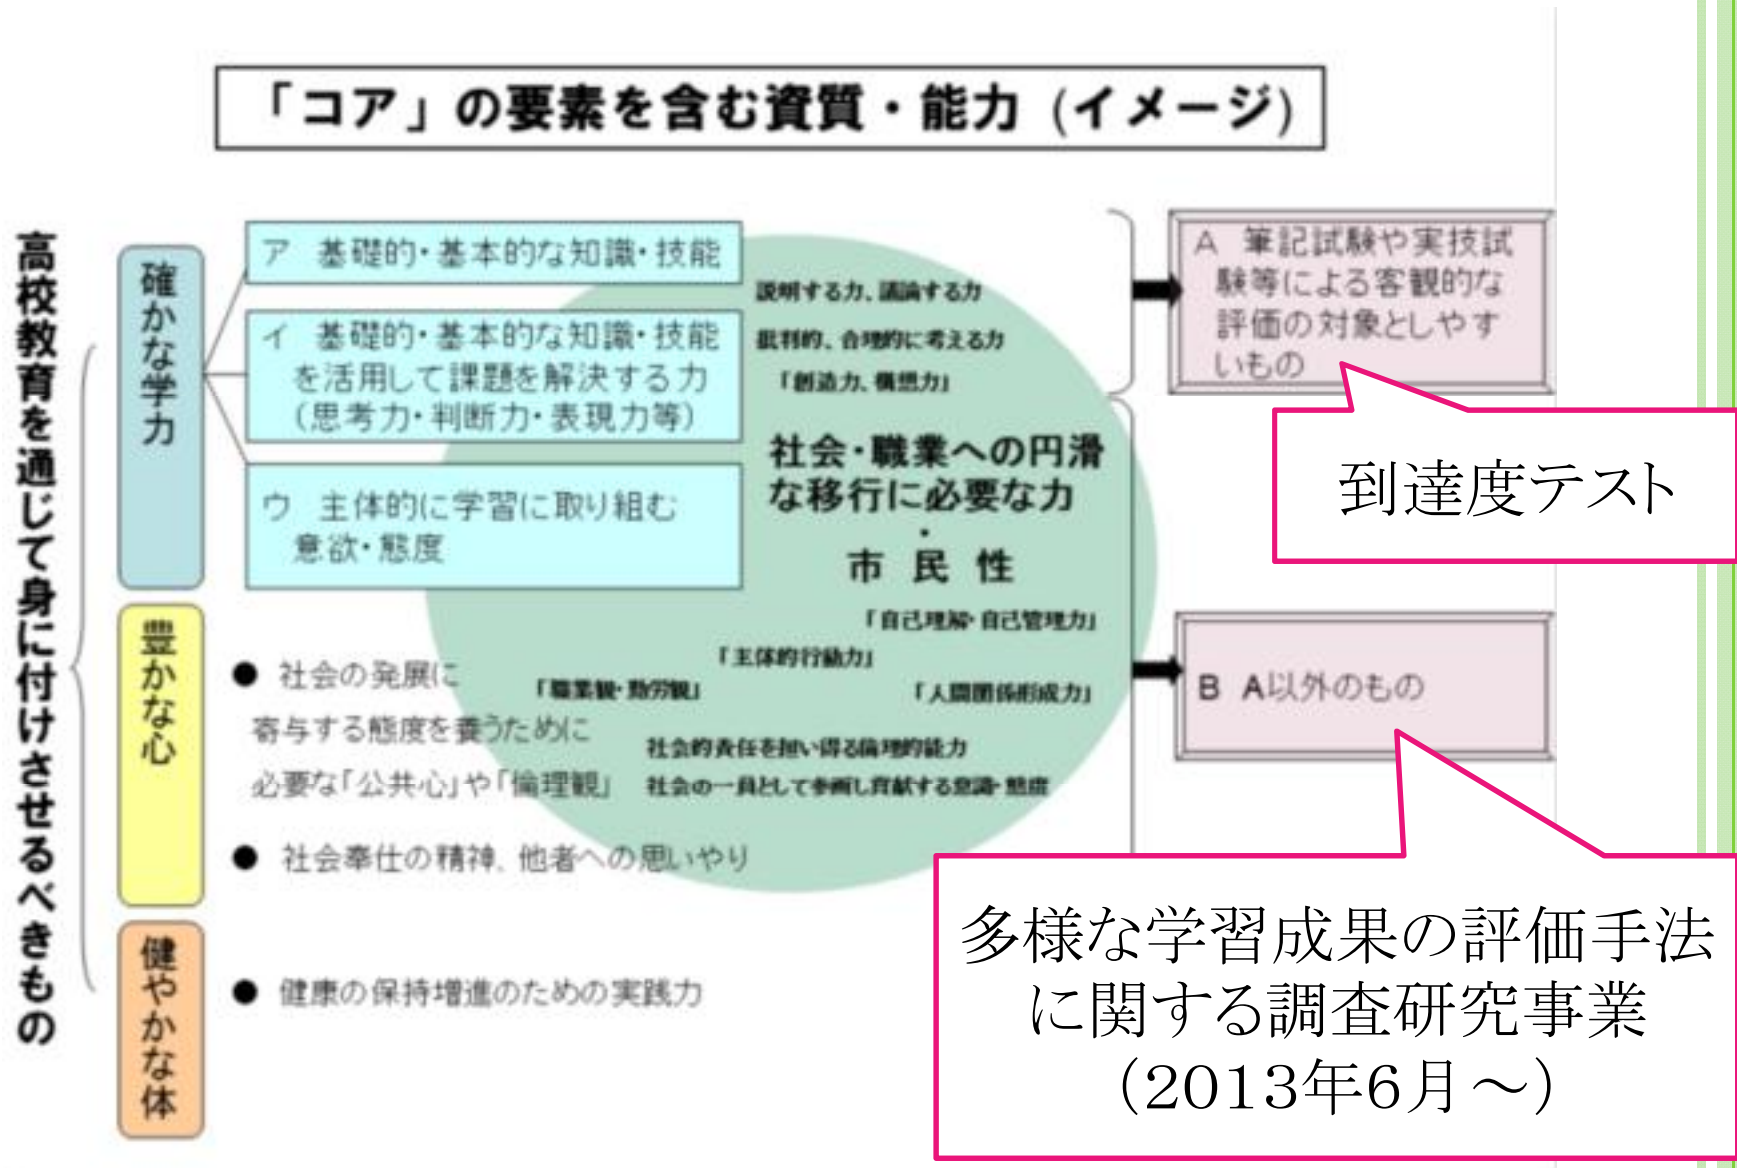 「コア」の要素を含む資質・能力（イメージ）
高校教育を通じて身に付けさせるべきもの
確かな学力
ア　基礎的・基本的な知識・技能
イ　基礎的・基本的な知識・技能
を活用して課題を解決する力
（思考力・判断力・表現力等）
ウ　主体的に学習に取り組む
意欲・態度
説明する力、議論する力
批判的、合理的に考える力
「創造力、構想力」
社会・職業への円滑
な移行に必要な力
・
市 民 性
「自己理解・自己管理力」
「主体的行動力」
「職業観・勤労観」
「人間関係形成力」
社会的責任を担い得る倫理的能力
社会の一員として参画し貢献する意識・態度
豊かな心
● 社会の発展に
寄与する態度を養うために
必要な「公共心」や「倫理観」
● 社会奉仕の精神、他者への思いやり
健やかな体
● 健康の保持増進のための実践力
A　筆記試験や実技試
験等による客観的な
評価の対象としやす
いもの
到達度テスト
B　A以外のもの
多様な学習成果の評価手法
に関する調査研究事業
（2013年6月～）